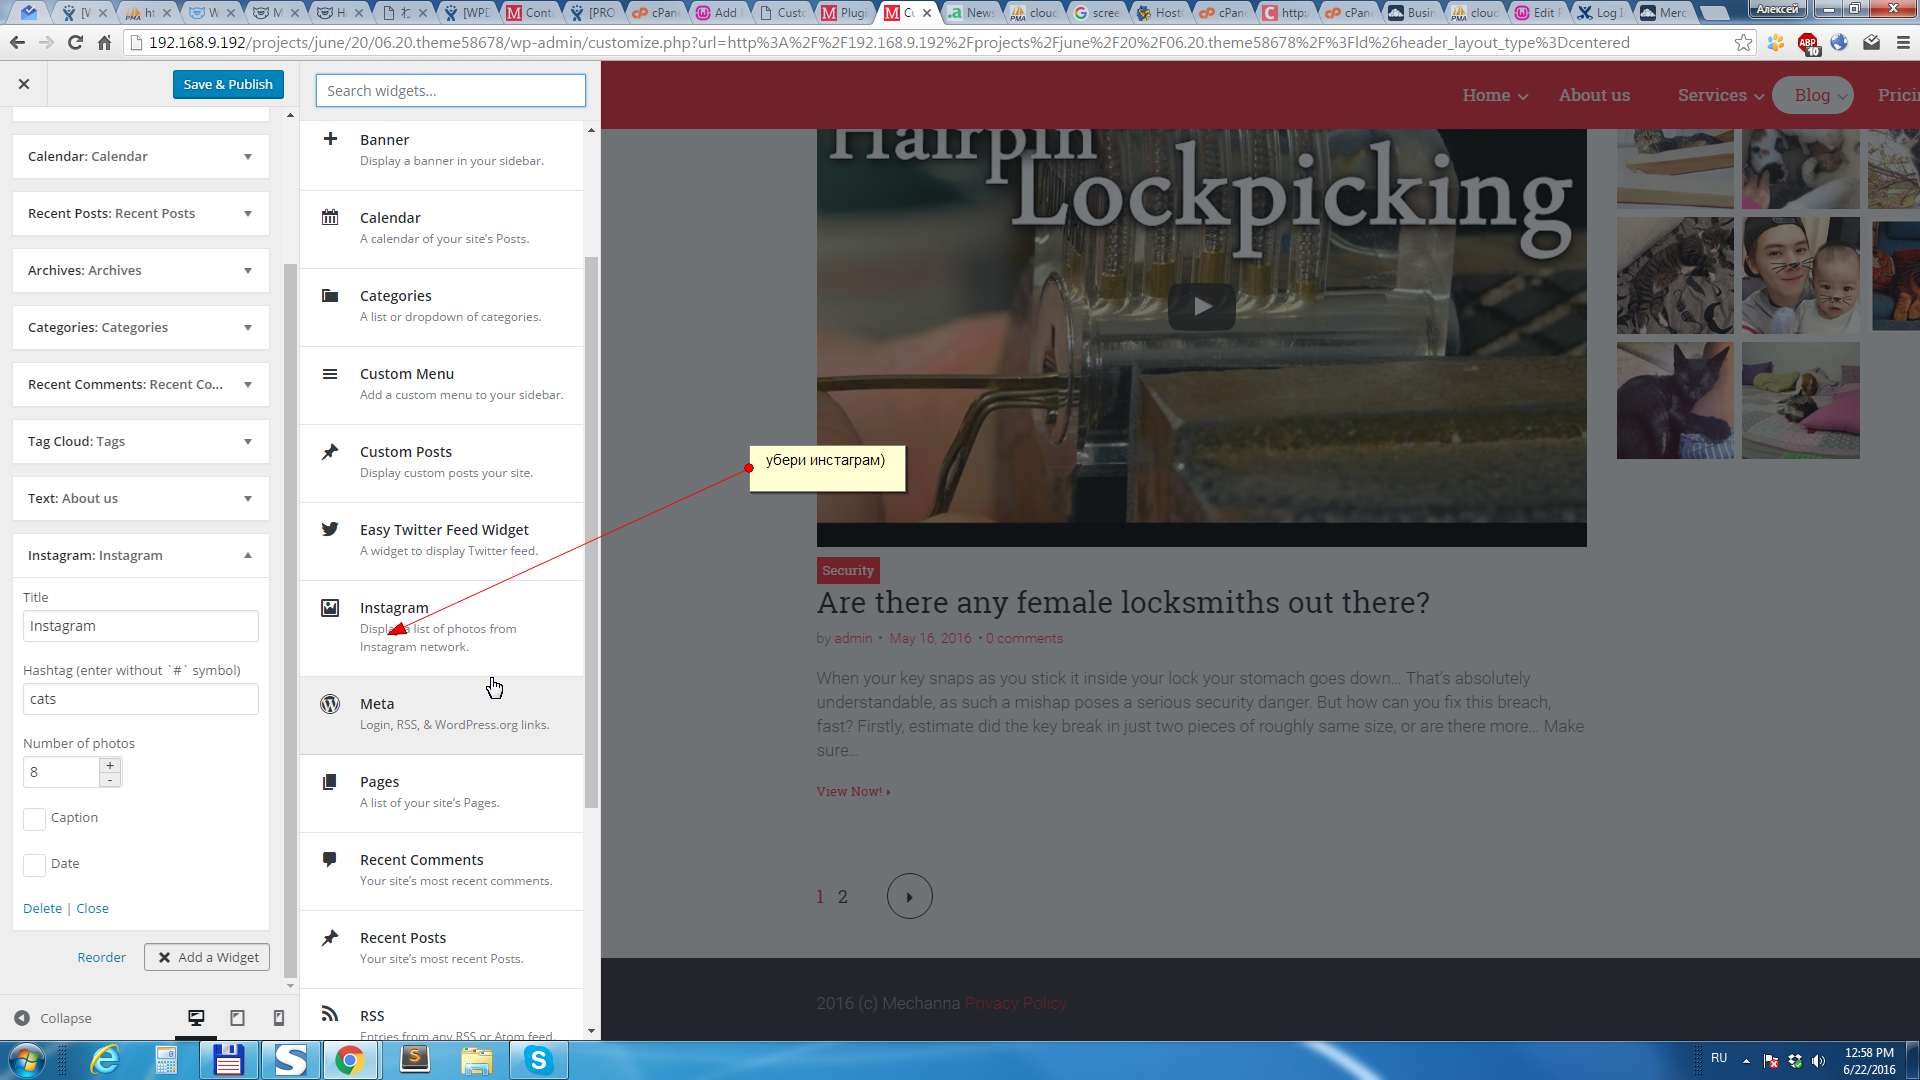 Алексей
192.168.9.192/projects/june/20/06.20.theme58678/wp-admin/customize.php?url=http%3A%2F%2F192.168.9.192%2Fprojects%2Fjune%2F20%2F06.20.theme58678%2F%3Fld%26header_layout_type%3Dcentered
ABP
10
Save & Publish
Calendar: Calendar
Recent Posts: Recent Posts
Archives: Archives
Categories: Categories
Recent Comments: Recent Co...
Tag Cloud: Tags
Text: About us
Instagram: Instagram
Title
Instagram
Hashtag (enter without `#` symbol)
cats
Number of photos
8
+
-
Caption
Date
Delete | Close
Reorder
Add a Widget
Collapse
Search widgets...
Banner
Display a banner in your sidebar.
Calendar
A calendar of your site's Posts.
Categories
A list or dropdown of categories.
Custom Menu
Add a custom menu to your sidebar.
Custom Posts
Display custom posts your site.
Easy Twitter Feed Widget
A widget to display Twitter feed.
Instagram
Display a list of photos from
Instagram network.
Meta
Login, RSS, & WordPress.org links.
Pages
A list of your site's Pages.
Recent Comments
Your site's most recent comments.
Recent Posts
Your site's most recent Posts.
RSS
Entries from any RSS or Atom feed.
Home
About us
Services
Blog
Pricin
Hairpin
Lockpicking
убери инстаграм)
Security
Are there any female locksmiths out there?
by admin • May 16, 2016 • 0 comments
When your key snaps as you stick it inside your lock your stomach goes down... That's absolutely
understandable, as such a mishap poses a serious security danger. But how can you fix this breach,
fast? Firstly, estimate did the key break in just two pieces of roughly same size, or are there more... Make
sure...
View Now!
1 2
2016 (c) Mechanna Privacy Policy
RU
12:58 PM
6/22/2016